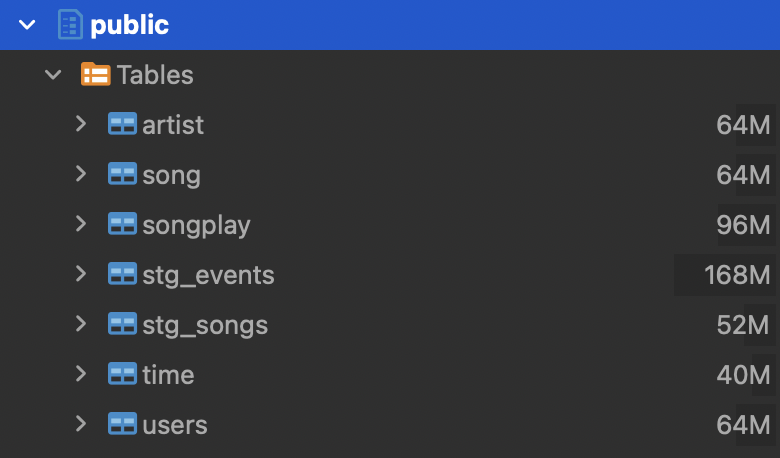 public
Tables
artist 64M
song 64M
songplay 96M
stg_events 168M
stg_songs 52M
time 40M
users 64M